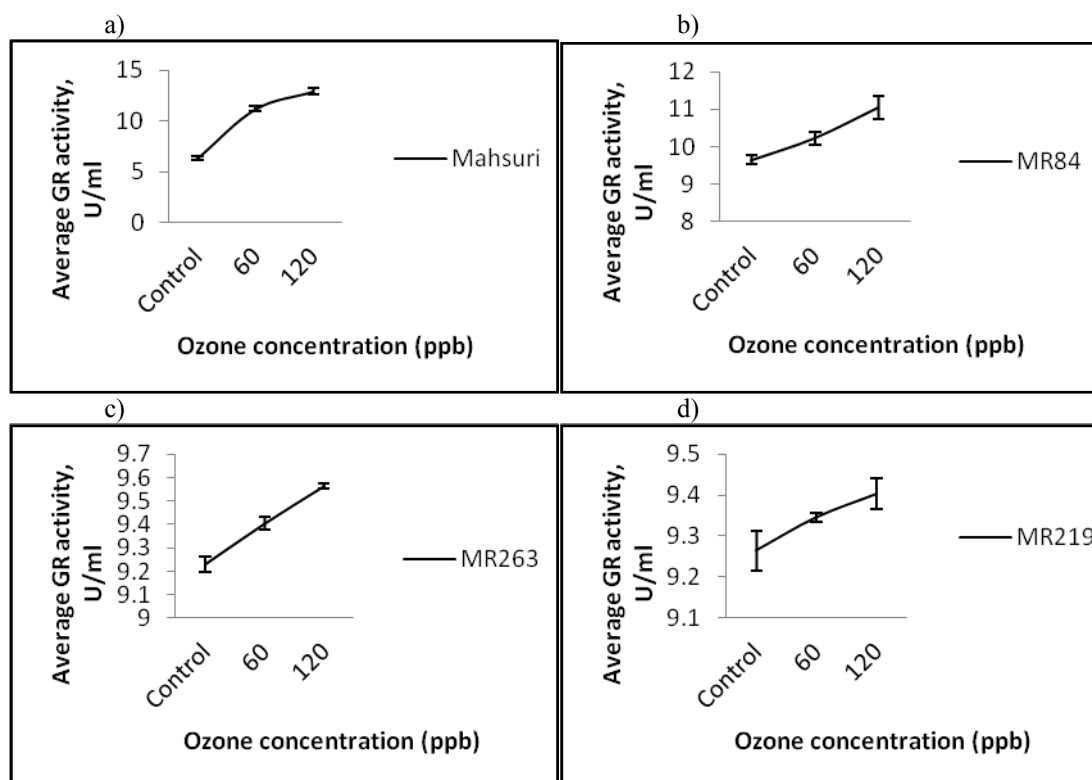 a)
Average GR activity,
U/ml
15
10
5
0
Control
60
120
Mahsuri
Ozone concentration (ppb)
b)
Average GR activity,
U/ml
12
11
10
9
8
Control
60
120
MR84
Ozone concentration (ppb)
c)
Average GR activity,
U/ml
9.7
9.6
9.5
9.4
9.3
9.2
9.1
9
Control
60
120
MR263
Ozone concentration (ppb)
d)
Average GR activity,
U/ml
9.5
9.4
9.3
9.2
9.1
Control
60
120
MR219
Ozone concentration (ppb)